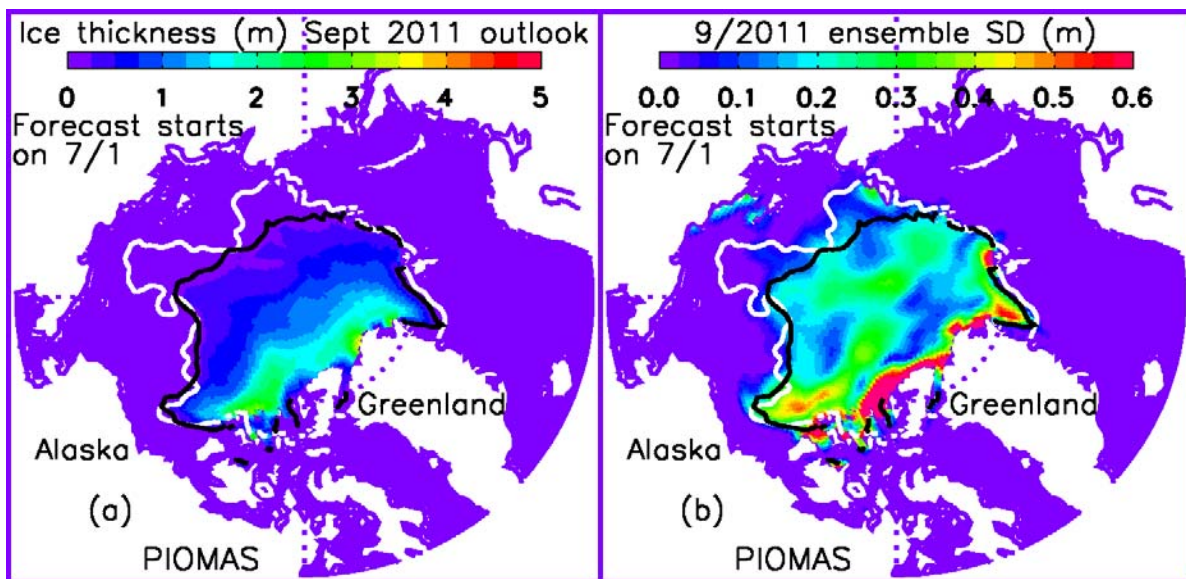 Ice thickness (m) Sept 2011 outlook
0 1 2 3 4 5
Forecast starts
on 7/1
Greenland
Alaska
(a)
PIOMAS
9/2011 ensemble SD (m)
0.0 0.1 0.2 0.3 0.4 0.5 0.6
Forecast starts
on 7/1
Greenland
Alaska
(b)
PIOMAS